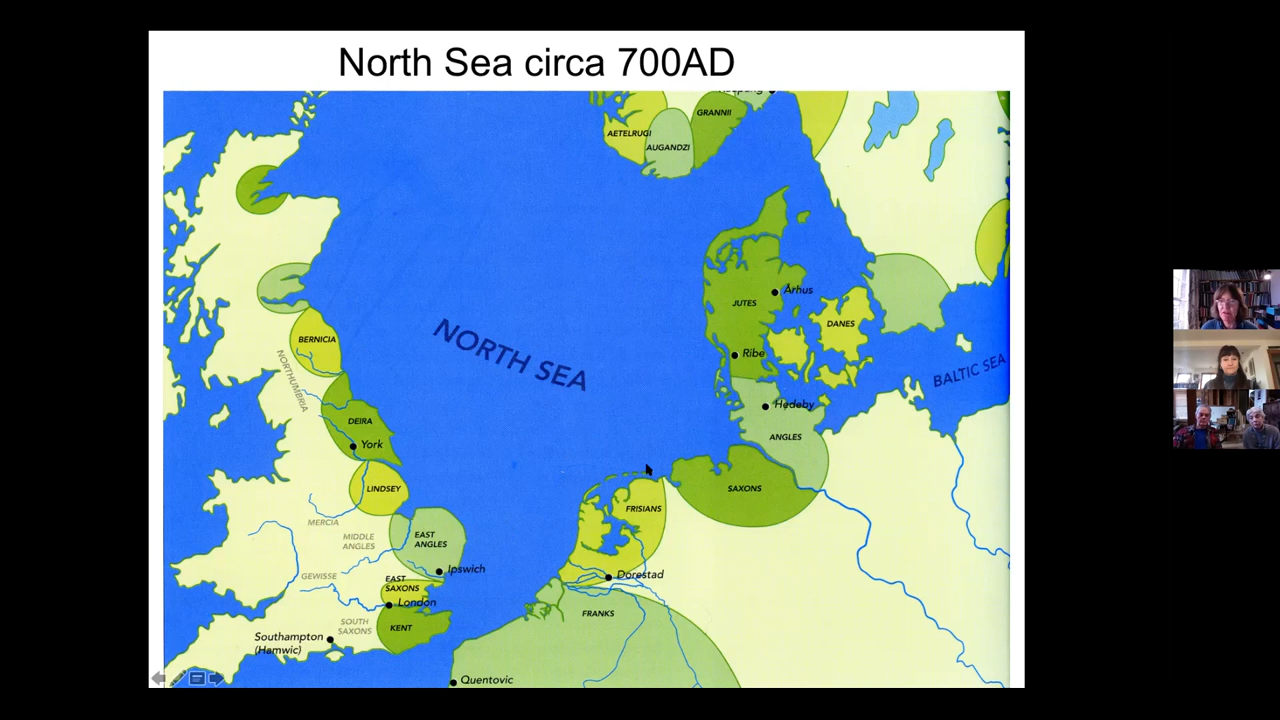 North Sea circa 700AD
GRANNII
AETELRUGI
AUGANDZI
Århus
JUTES
DANES
BERNICIA
Ribe
NORTHUMBRIA
NORTH SEA
BALTIC SEA
Hedeby
DEIRA
ANGLES
York
LINDSEY
SAXONS
FRISIANS
MERCIA
MIDDLE
ANGLES
EAST
ANGLES
Ipswich
GEWISSE
Dorestad
EAST
SAXONS
London
FRANKS
SOUTH
SAXONS
KENT
Southampton
(Hamwic)
Quentovic